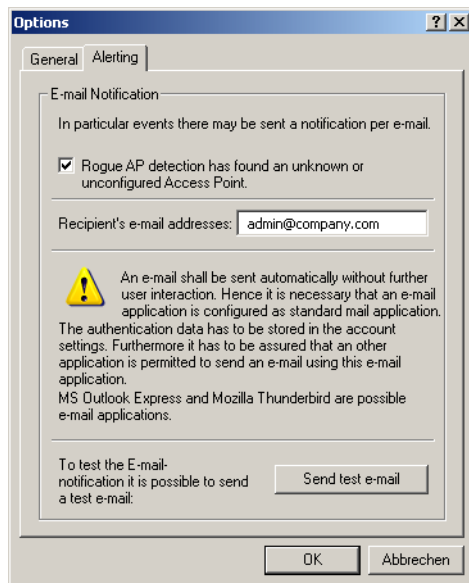 Options
General Alerting
E-mail Notification
In particular events there may be sent a notification per e-mail.
Rogue AP detection has found an unknown or
unconfigured Access Point.
Recipient's e-mail addresses: admin@company.com
An e-mail shall be sent automatically without further
user interaction. Hence it is necessary that an e-mail
application is configured as standard mail application.
The authentication data has to be stored in the account
settings. Furthermore it has to be assured that an other
application is permitted to send an e-mail using this e-mail
application.
MS Outlook Express and Mozilla Thunderbird are possible
e-mail applications.
To test the E-mail-
notification it is possible to send
a test e-mail:
Send test e-mail
OK Abbrechen